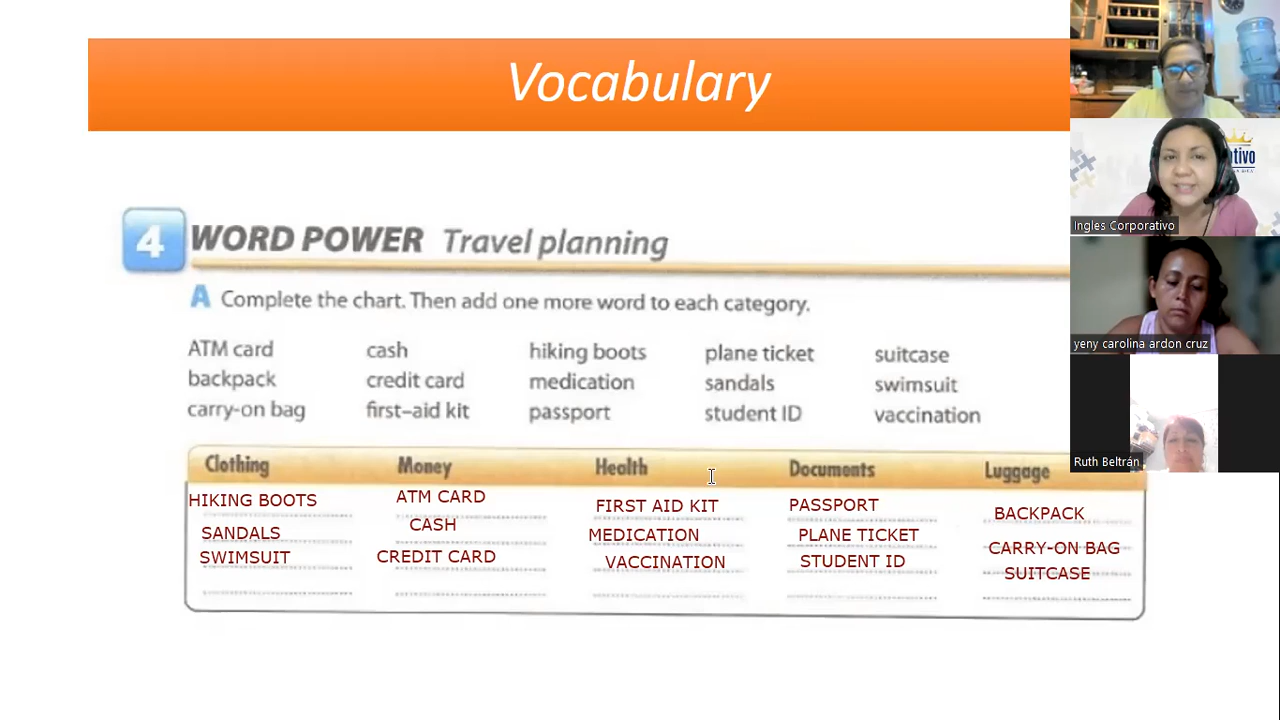 Vocabulary
4 WORD POWER Travel planning
A Complete the chart. Then add one more word to each category.
ATM card cash hiking boots plane ticket suitcase
backpack credit card medication sandals swimsuit
carry-on bag first-aid kit passport student ID vaccination
Clothing Money Health Documents Luggage
HIKING BOOTS ATM CARD FIRST AID KIT PASSPORT BACKPACK
SANDALS CASH MEDICATION PLANE TICKET CARRY-ON BAG
SWIMSUIT CREDIT CARD VACCINATION STUDENT ID SUITCASE
tivo
Ingles Corporativo
yeny carolina ardon cruz
Ruth Beltrán